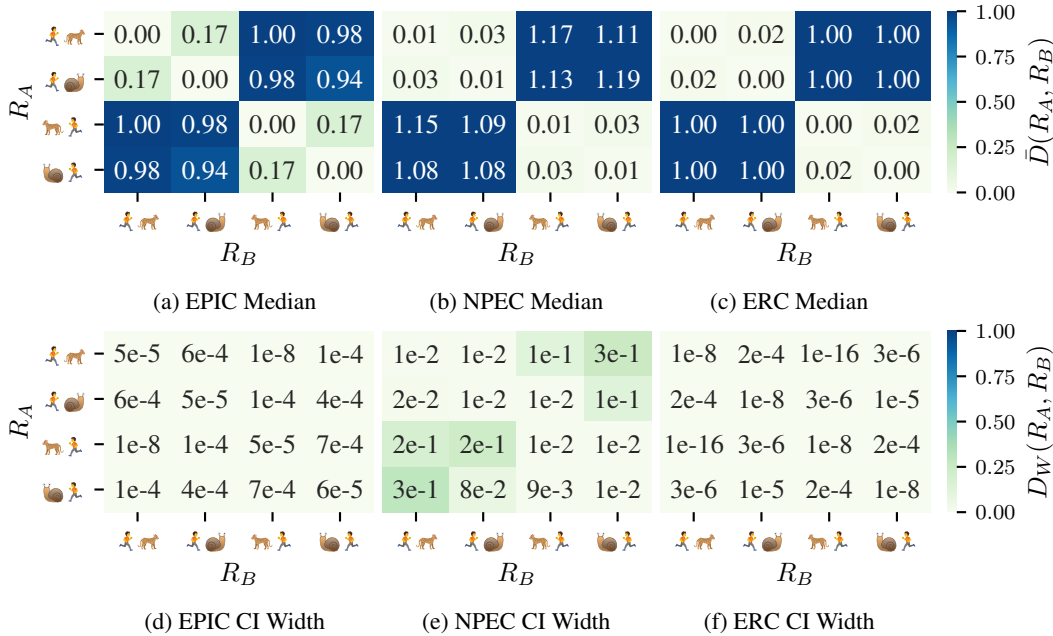 0.00 0.17 1.00 0.98 0.01 0.03 1.17 1.11 0.00 0.02 1.00 1.00
0.17 0.00 0.98 0.94 0.03 0.01 1.13 1.19 0.02 0.00 1.00 1.00
1.00 0.98 0.00 0.17 1.15 1.09 0.01 0.03 1.00 1.00 0.00 0.02
0.98 0.94 0.17 0.00 1.08 1.08 0.03 0.01 1.00 1.00 0.02 0.00
R_A
1.00
0.75
0.50
0.25
0.00
D̄(R_A, R_B)
R_B R_B R_B
(a) EPIC Median (b) NPEC Median (c) ERC Median
5e-5 6e-4 1e-8 1e-4 1e-2 1e-2 1e-1 3e-1 1e-8 2e-4 1e-16 3e-6
6e-4 5e-5 1e-4 4e-4 2e-2 1e-2 1e-2 1e-1 2e-4 1e-8 3e-6 1e-5
1e-8 1e-4 5e-5 7e-4 2e-1 2e-1 1e-2 1e-2 1e-16 3e-6 1e-8 2e-4
1e-4 4e-4 7e-4 6e-5 3e-1 8e-2 9e-3 1e-2 3e-6 1e-5 2e-4 1e-8
R_A
1.00
0.75
0.50
0.25
0.00
D_W(R_A, R_B)
R_B R_B R_B
(d) EPIC CI Width (e) NPEC CI Width (f) ERC CI Width